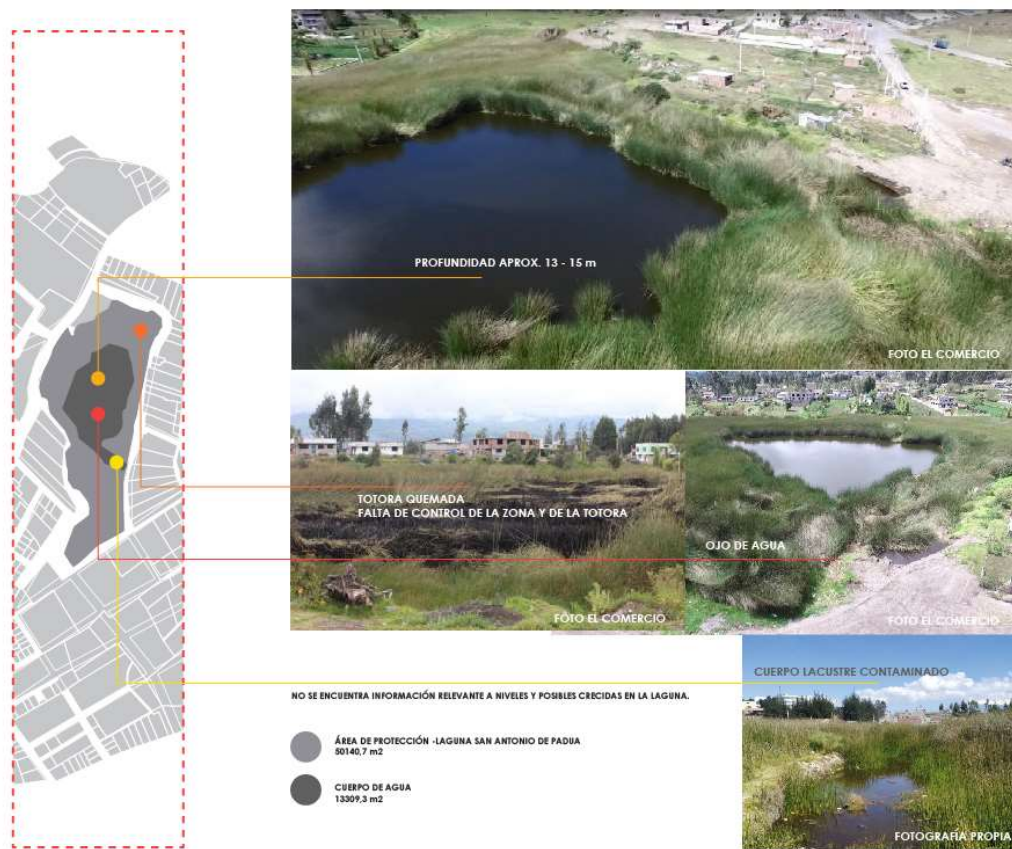 PROFUNDIDAD APROX. 13 - 15 m
FOTO EL COMERCIO
TOTORA QUEMADA
FALTA DE CONTROL DE LA ZONA Y DE LA TOTORA
FOTO EL COMERCIO
OJO DE AGUA
FOTO EL COMERCIO
CUERPO LACUSTRE CONTAMINADO
FOTOGRAFÍA PROPIA
NO SE ENCUENTRA INFORMACIÓN RELEVANTE A NIVELES Y POSIBLES CRECIDAS EN LA LAGUNA.
ÁREA DE PROTECCIÓN -LAGUNA SAN ANTONIO DE PADUA
50140,7 m2
CUERPO DE AGUA
13309,3 m2